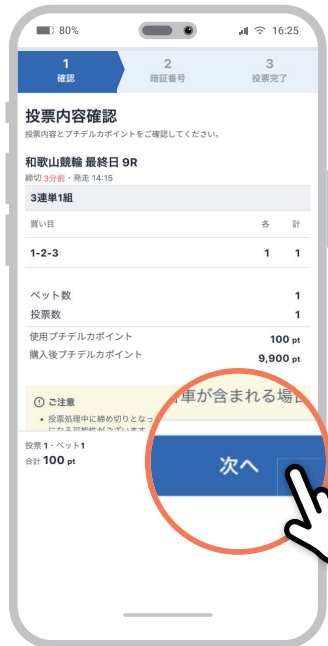 80%
16:25
1
確認
2
暗証番号
3
投票完了
投票内容確認
投票内容とプチデルカポイントをご確認してください。
和歌山競輪 最終日 9R
締切 3分前・発走 14:15
3連単1組
買い目 各 計
1-2-3 1 1
ベット数 1
投票数 1
使用プチデルカポイント 100 pt
購入後プチデルカポイント 9,900 pt
ご注意
• 投票処理中に締め切りとなっ
車が含まれる場合
投票 1・ベット1
合計 100 pt
次へ